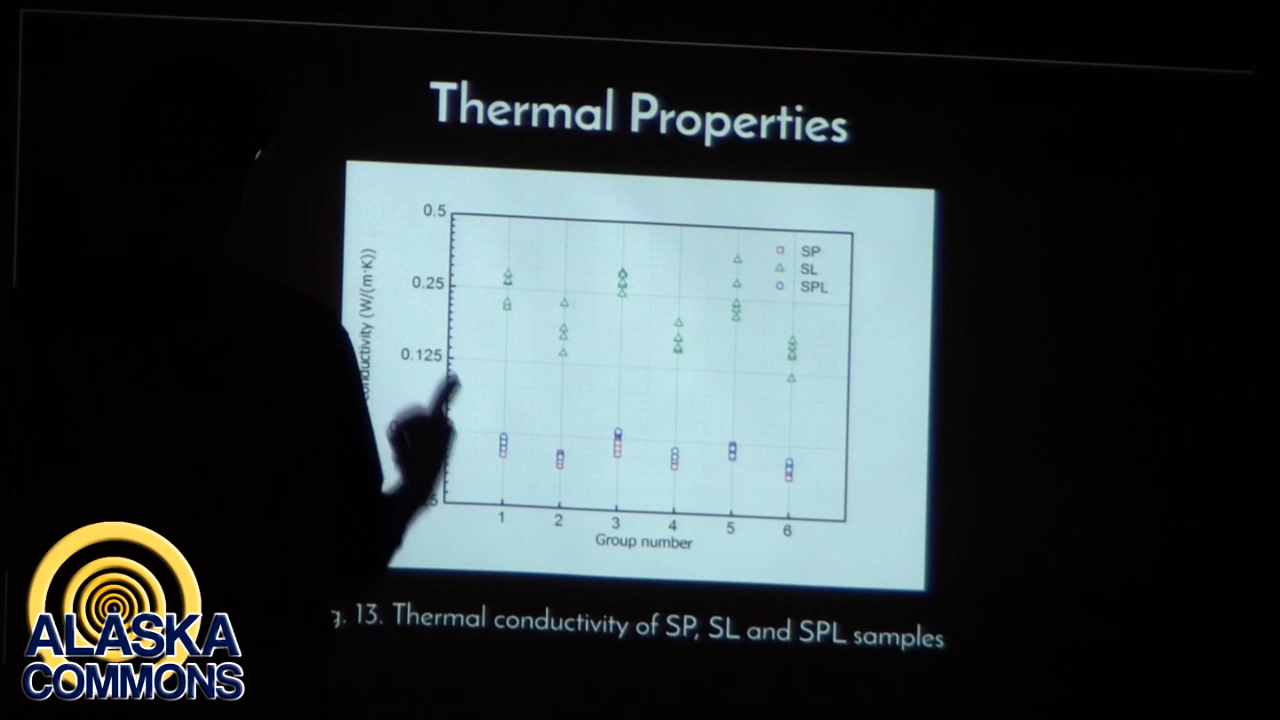 Thermal Properties
0.5
SP
SL
0.25
SPL
(W/(m·K))
0.125
1 2 3 4 5 6
Group number
13. Thermal conductivity of SP, SL and SPL samples
ALASKA
COMMONS